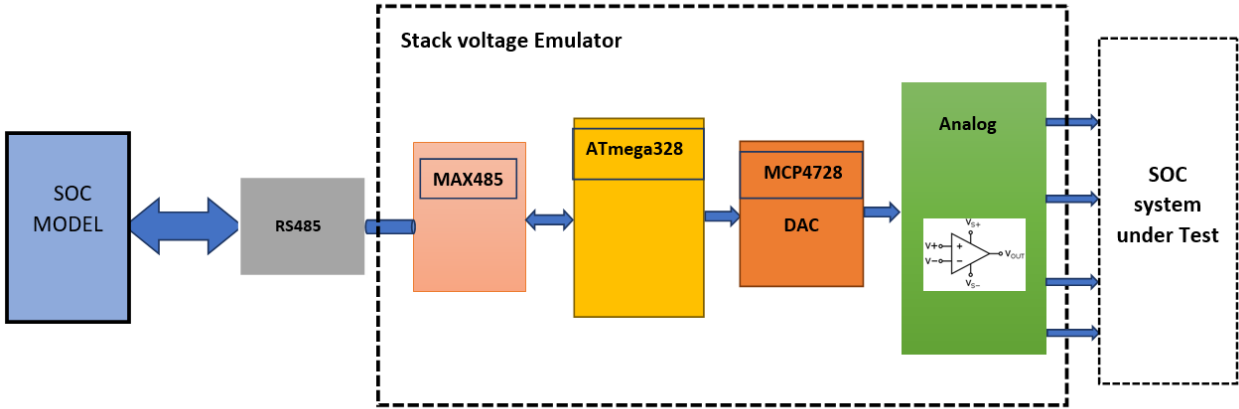 Stack voltage Emulator
SOC
MODEL
RS485
MAX485
ATmega328
MCP4728
DAC
Analog
VS+
V+
+
V−
−
VOUT
VS−
SOC
system
under Test